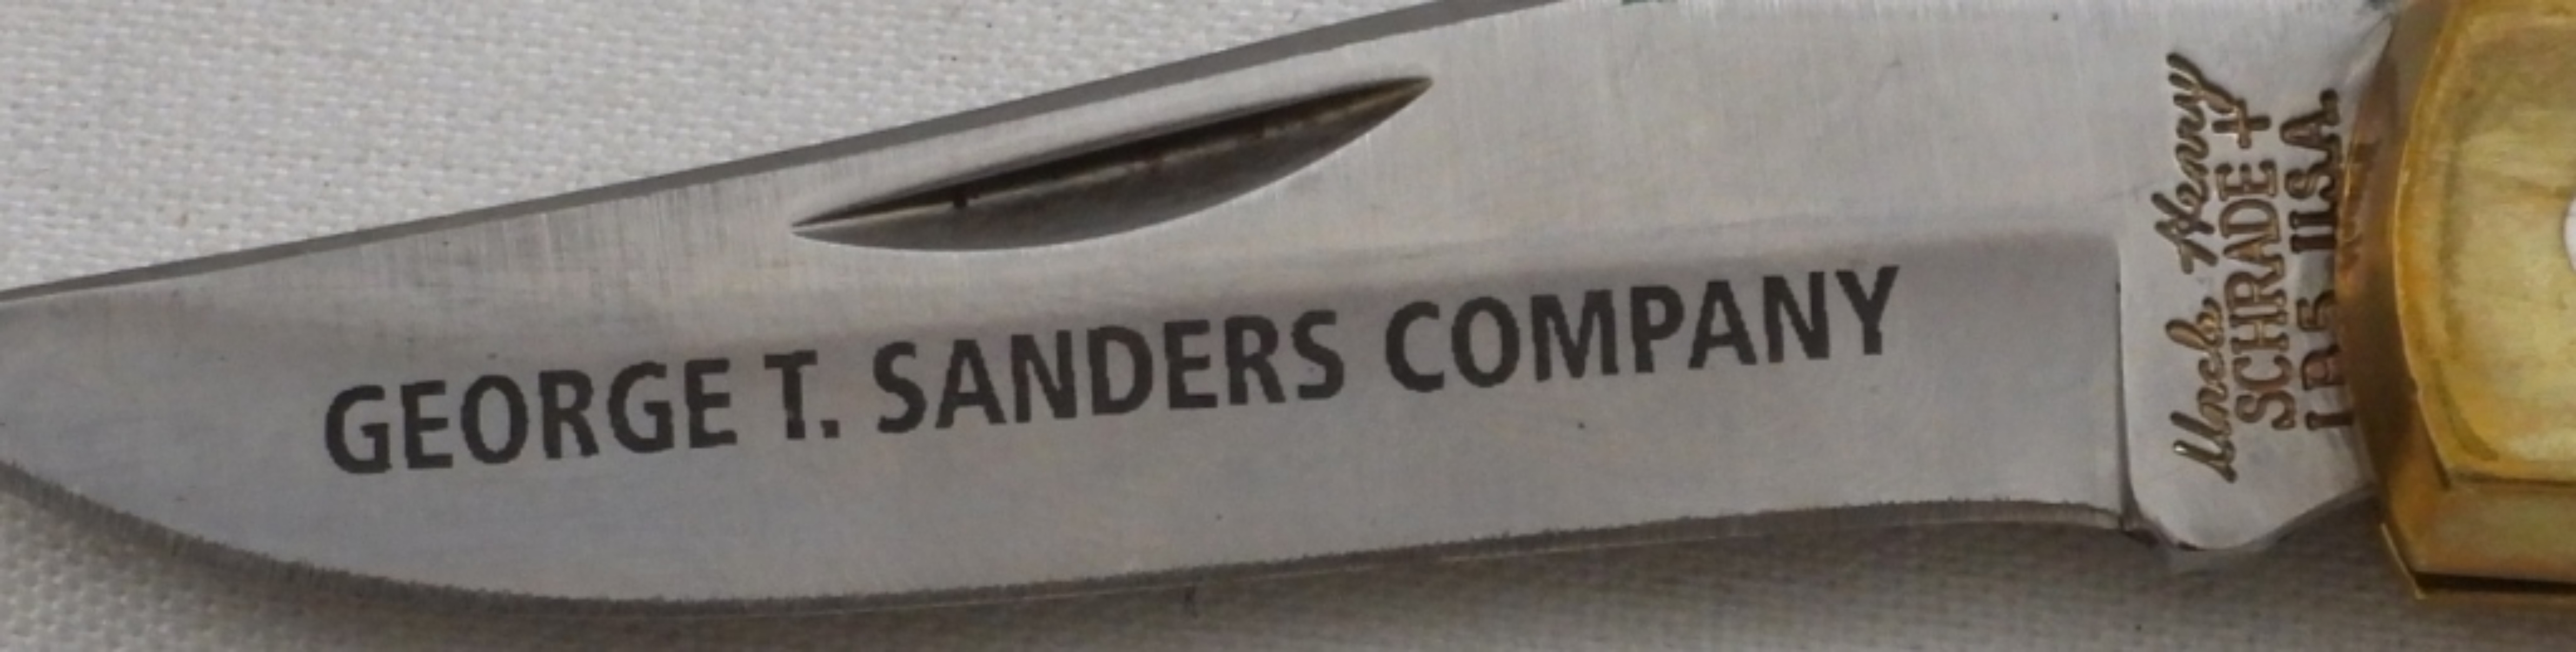 GEORGE T. SANDERS COMPANY
Uncle Henry
SCHRADE+
LB5 USA